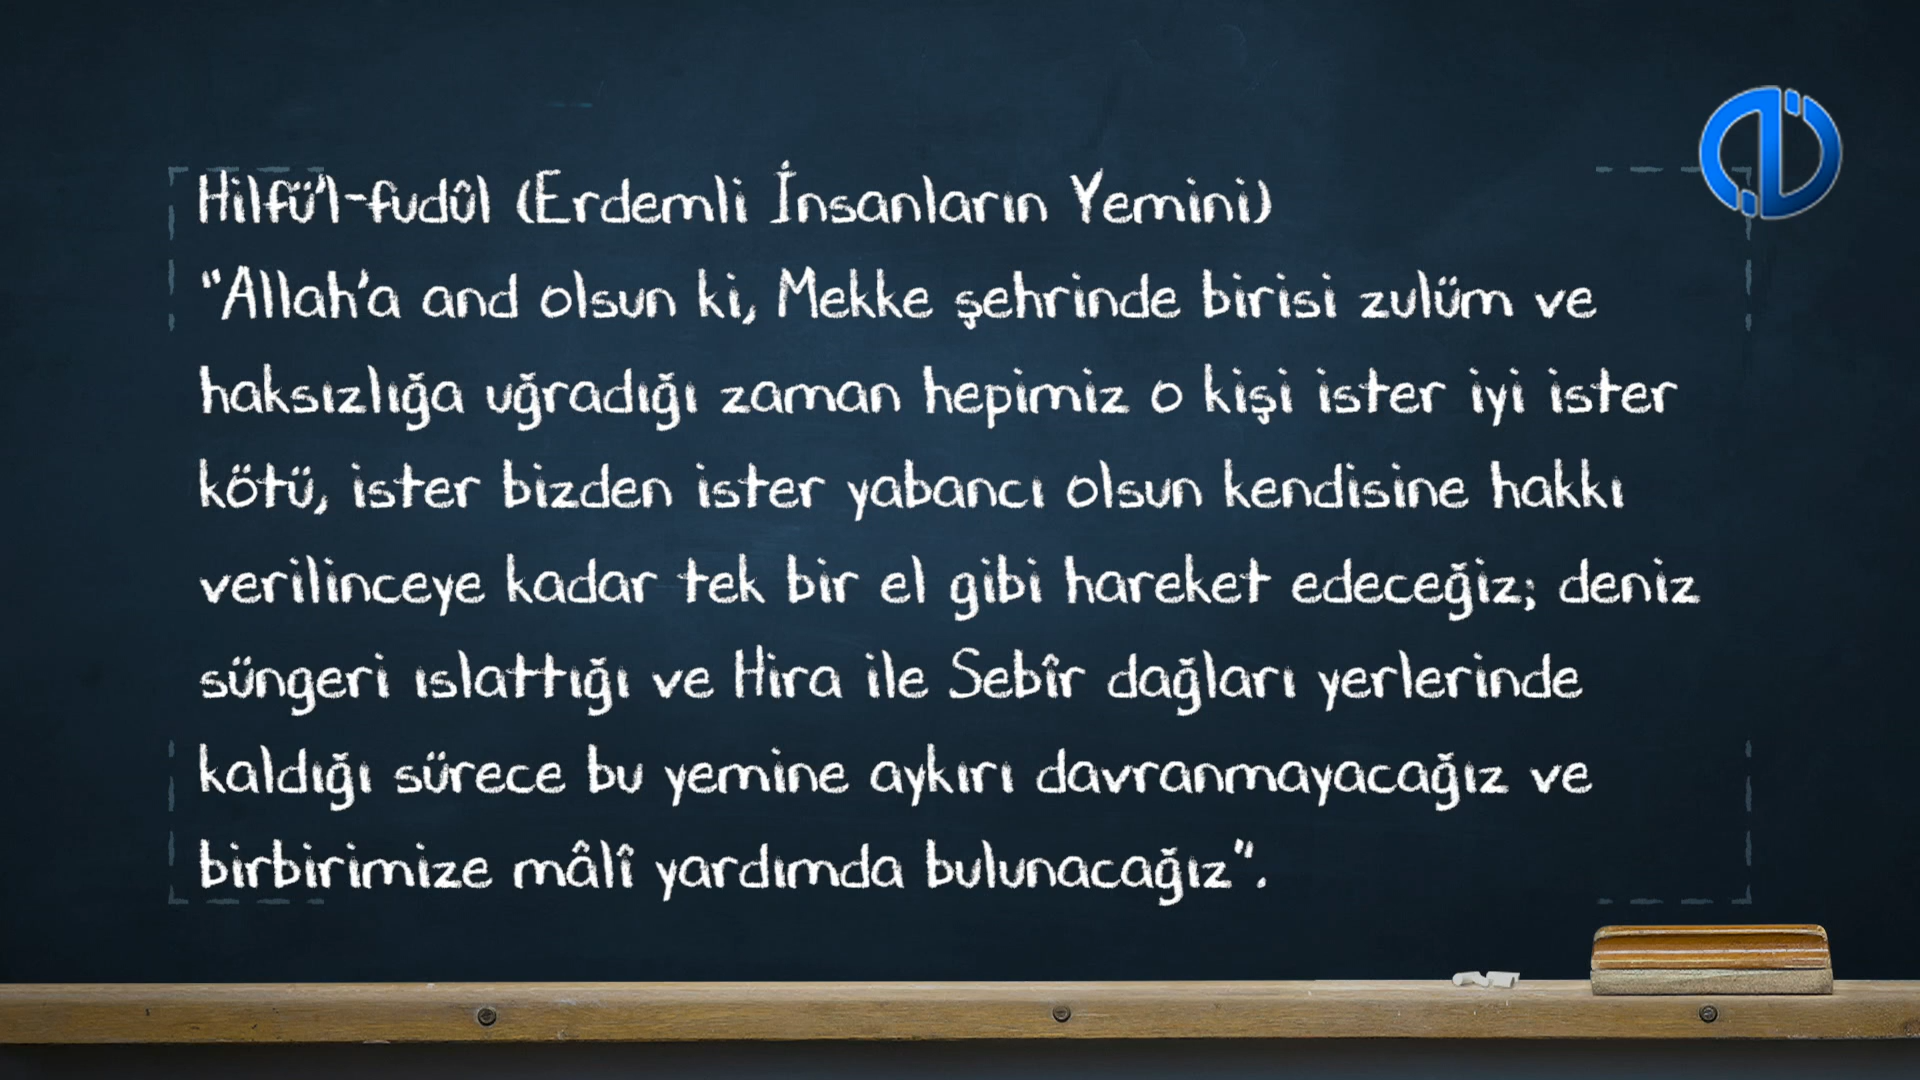 Hilfü'l-fudûl (Erdemli İnsanların Yemini)
"Allah'a and olsun ki, Mekke şehrinde birisi zulüm ve
haksızlığa uğradığı zaman hepimiz o kişi ister iyi ister
kötü, ister bizden ister yabancı olsun kendisine hakkı
verilinceye kadar tek bir el gibi hareket edeceğiz; deniz
süngeri ıslattığı ve Hira ile Sebîr dağları yerlerinde
kaldığı sürece bu yemine aykırı davranmayacağız ve
birbirimize mâlî yardımda bulunacağız".